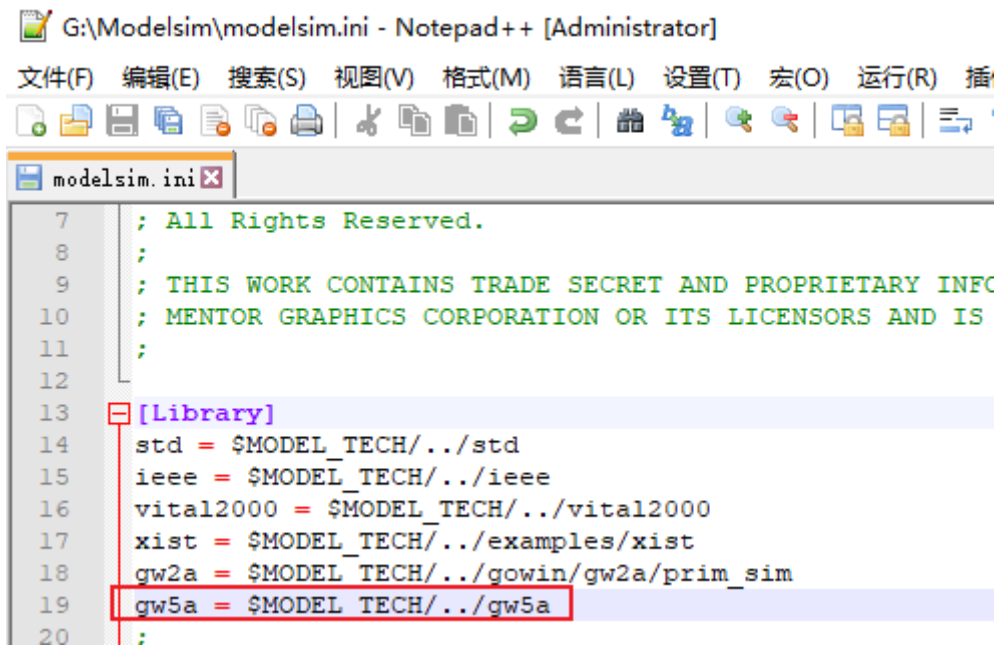 G:\Modelsim\modelsim.ini - Notepad++ [Administrator]
文件(F) 编辑(E) 搜索(S) 视图(V) 格式(M) 语言(L) 设置(T) 宏(O) 运行(R) 插
modelsim.ini
7 ; All Rights Reserved.
8 ;
9 ; THIS WORK CONTAINS TRADE SECRET AND PROPRIETARY INFO
10 ; MENTOR GRAPHICS CORPORATION OR ITS LICENSORS AND IS
11 ;
12
13 [Library]
14 std = $MODEL_TECH/../std
15 ieee = $MODEL_TECH/../ieee
16 vital2000 = $MODEL_TECH/../vital2000
17 xist = $MODEL_TECH/../examples/xist
18 gw2a = $MODEL_TECH/../gowin/gw2a/prim_sim
19 gw5a = $MODEL_TECH/../gw5a
20 ;